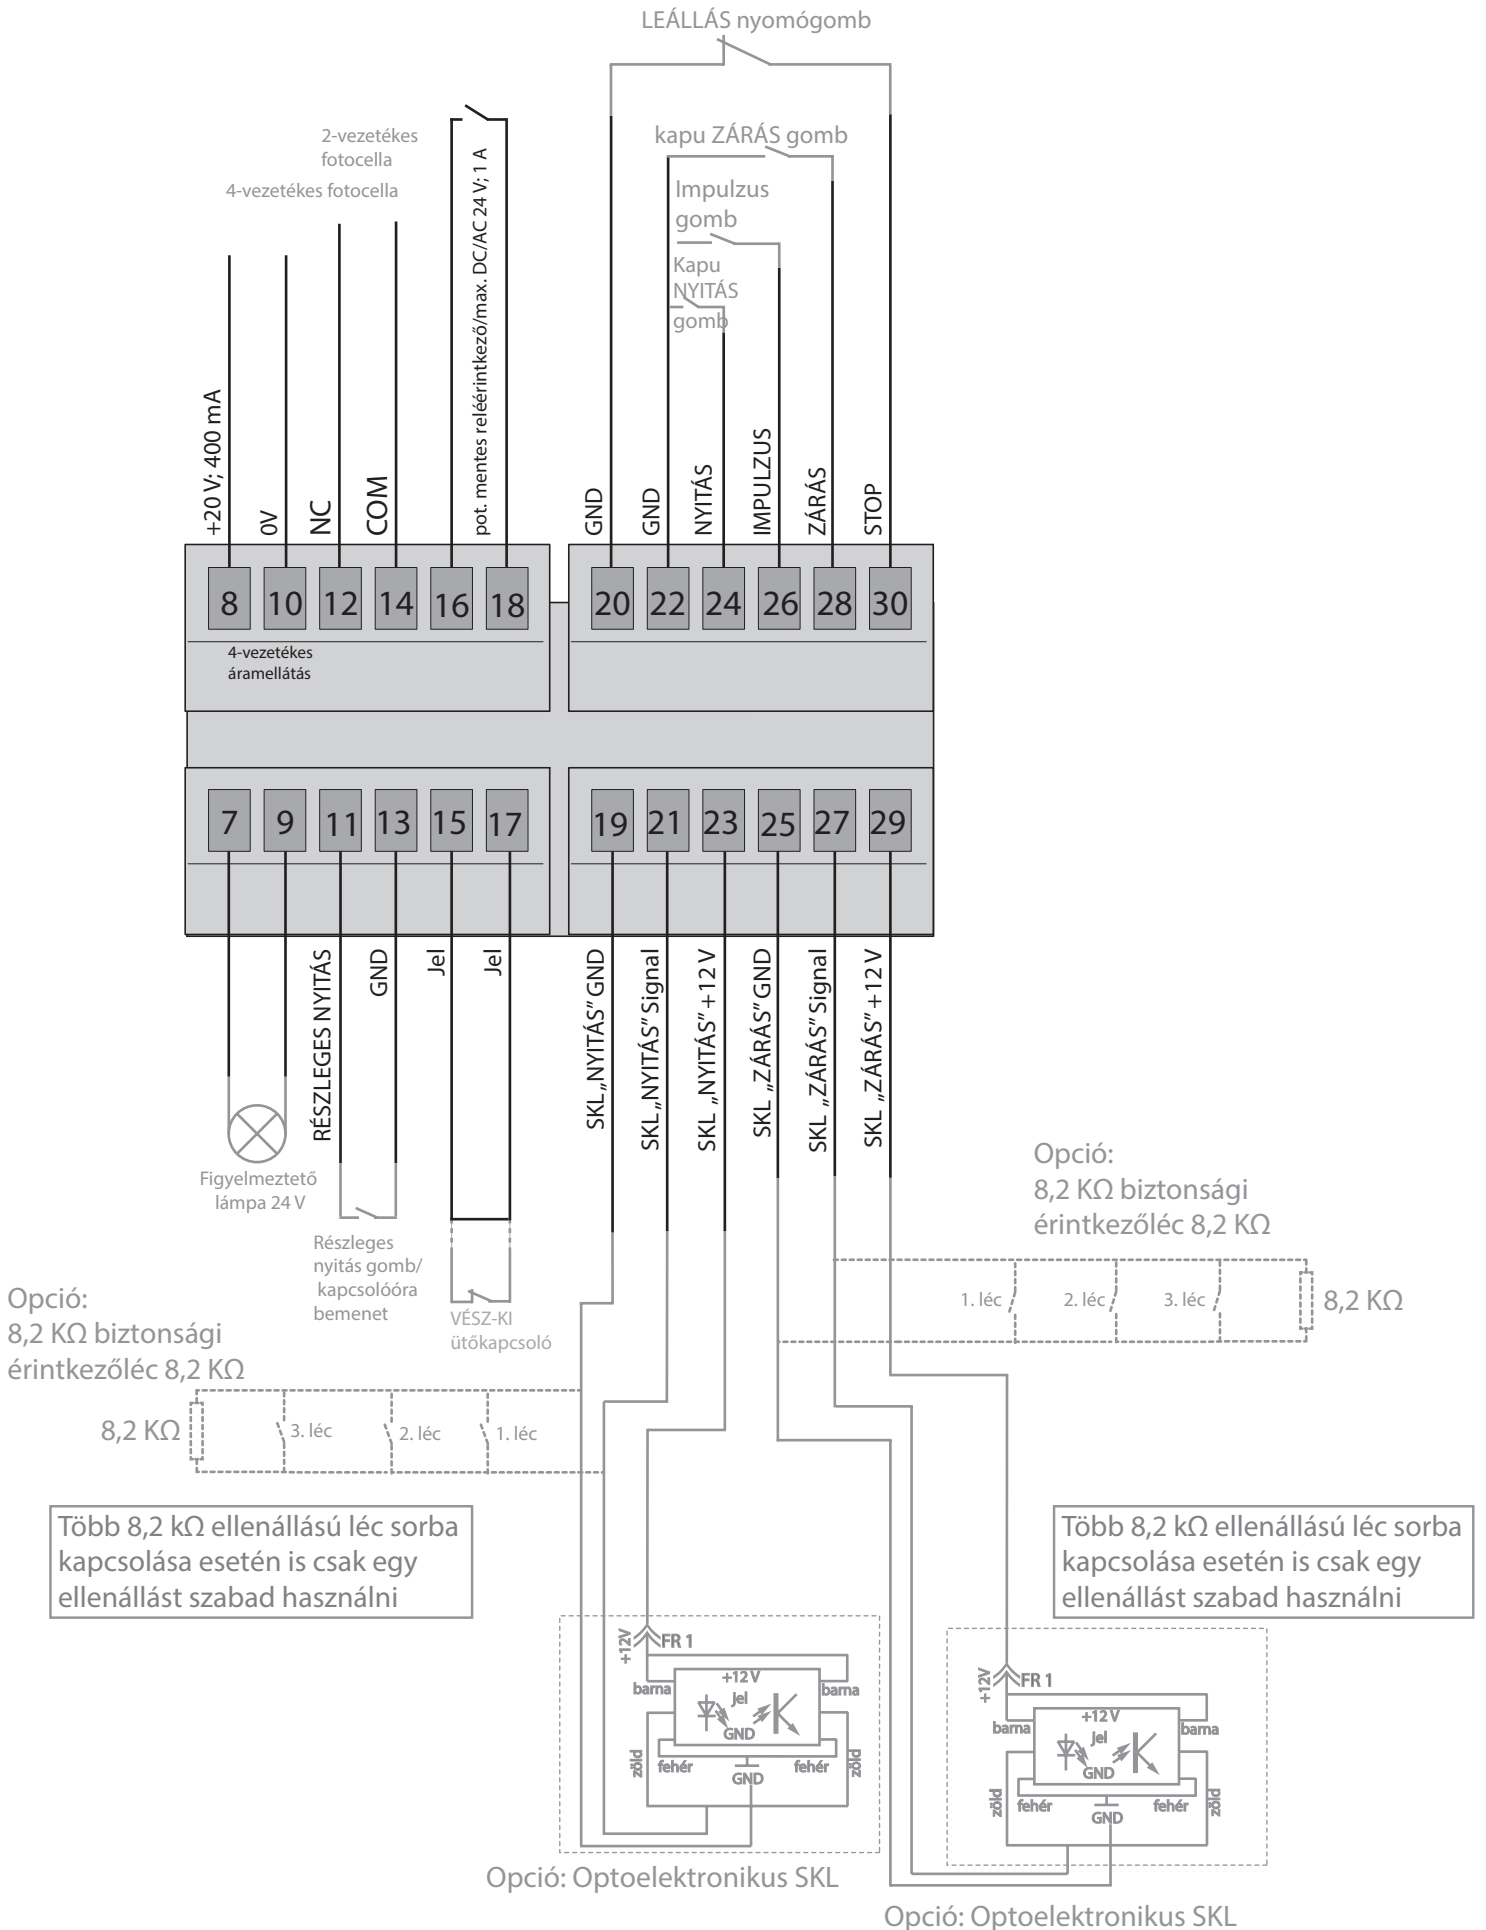 LEÁLLÁS nyomógomb
2-vezetékes
fotocella
4-vezetékes fotocella
kapu ZÁRÁS gomb
Impulzus
gomb
Kapu
NYITÁS
gomb
+20 V; 400 mA
0V
NC
COM
pot. mentes reléérintkező/max. DC/AC 24 V; 1 A
GND
GND
NYITÁS
IMPULZUS
ZÁRÁS
STOP
8
10
12
14
16
18
20
22
24
26
28
30
4-vezetékes
áramellátás
7
9
11
13
15
17
19
21
23
25
27
29
RÉSZLEGES NYITÁS
GND
Jel
Jel
SKL „NYITÁS” GND
SKL „NYITÁS” Signal
SKL „NYITÁS” +12 V
SKL „ZÁRÁS” GND
SKL „ZÁRÁS” Signal
SKL „ZÁRÁS” +12 V
Figyelmeztető
lámpa 24 V
Részleges
nyitás gomb/
kapcsolóóra
bemenet
VÉSZ-KI
ütőkapcsoló
Opció:
8,2 KΩ biztonsági
érintkezőléc 8,2 KΩ
1. léc
2. léc
3. léc
8,2 KΩ
Opció:
8,2 KΩ biztonsági
érintkezőléc 8,2 KΩ
8,2 KΩ
3. léc
2. léc
1. léc
Több 8,2 kΩ ellenállású léc sorba
kapcsolása esetén is csak egy
ellenállást szabad használni
Több 8,2 kΩ ellenállású léc sorba
kapcsolása esetén is csak egy
ellenállást szabad használni
+12V
FR 1
barna
+12 V
barna
jel
GND
zöld
fehér
GND
fehér
zöld
Opció: Optoelektronikus SKL
+12V
FR 1
barna
+12 V
barna
jel
GND
zöld
fehér
GND
fehér
zöld
Opció: Optoelektronikus SKL